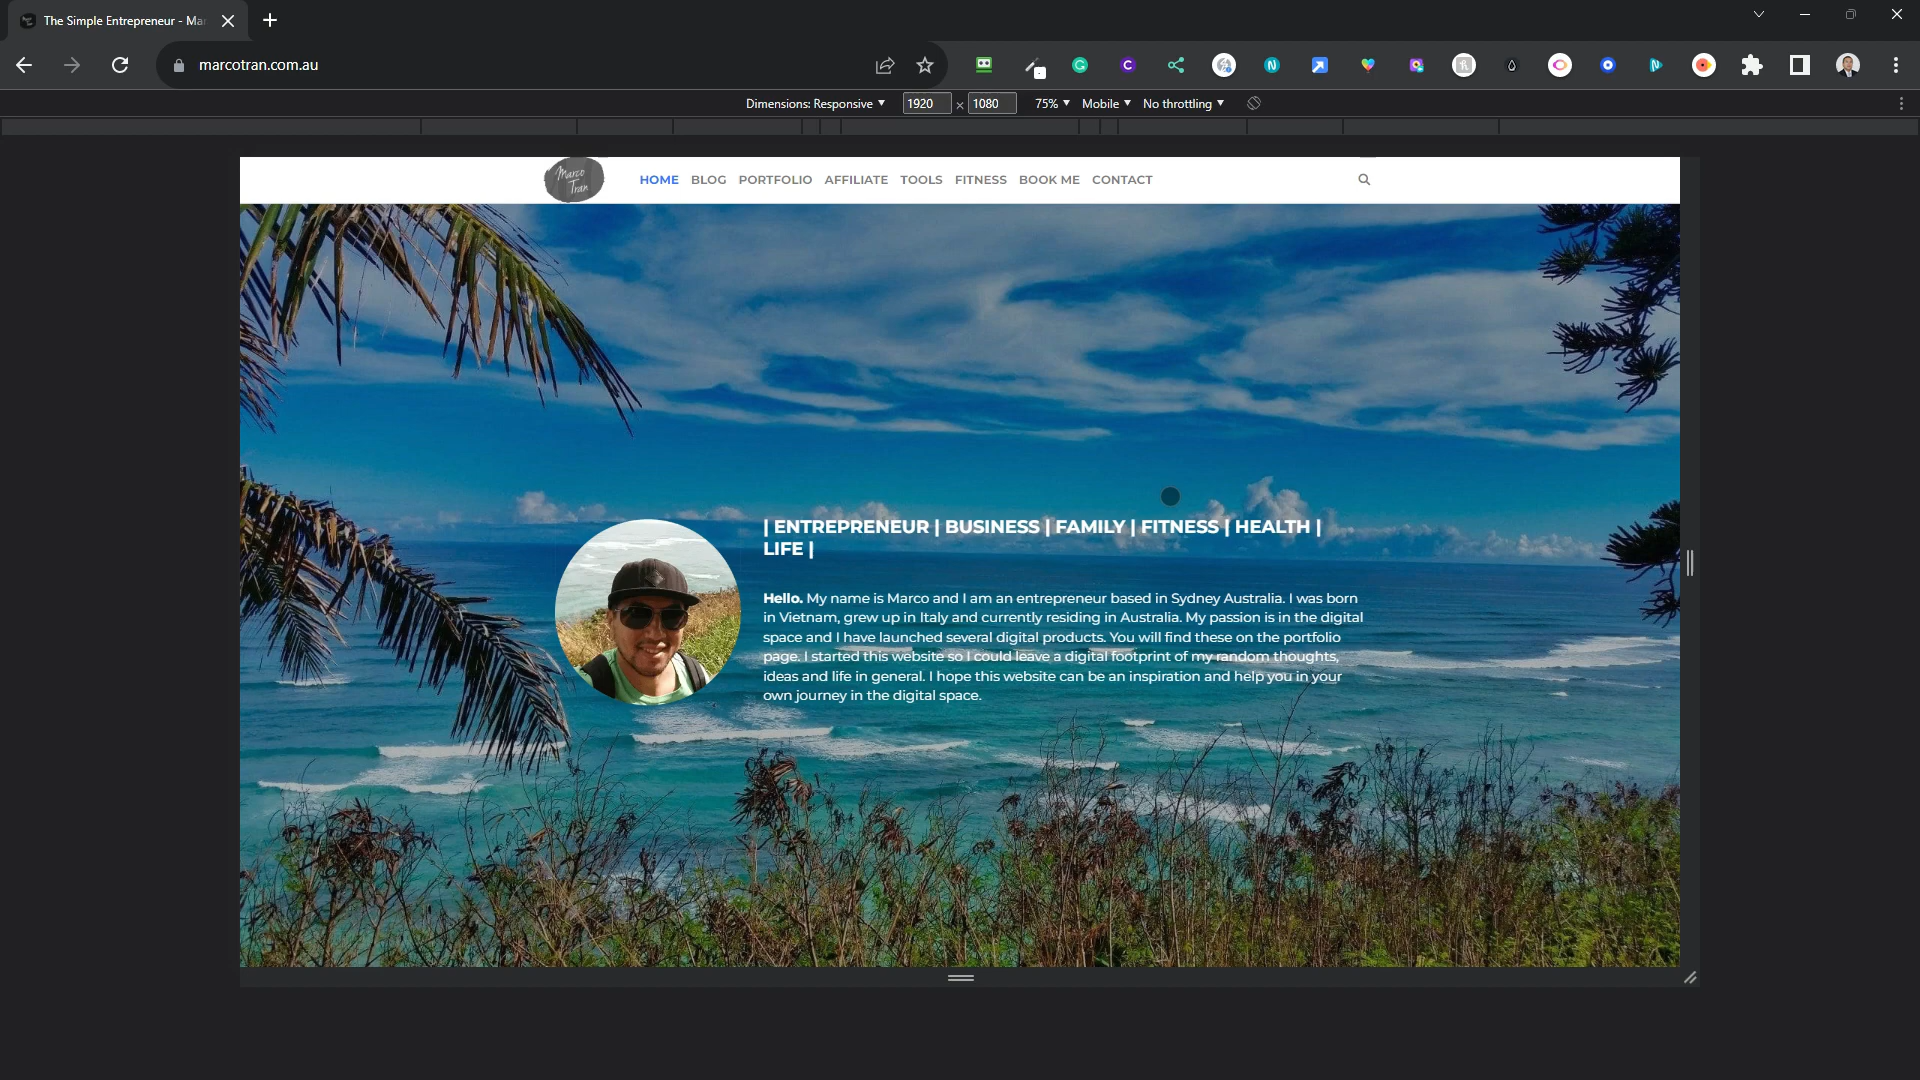 The Simple Entrepreneur - Ma
marcotran.com.au
Dimensions: Responsive 1920 x 1080 75% Mobile No throttling
Marco
Tran
HOME BLOG PORTFOLIO AFFILIATE TOOLS FITNESS BOOK ME CONTACT
| ENTREPRENEUR | BUSINESS | FAMILY | FITNESS | HEALTH |
LIFE |
Hello. My name is Marco and I am an entrepreneur based in Sydney Australia. I was born
in Vietnam, grew up in Italy and currently residing in Australia. My passion is in the digital
space and I have launched several digital products. You will find these on the portfolio
page. I started this website so I could leave a digital footprint of my random thoughts,
ideas and life in general. I hope this website can be an inspiration and help you in your
own journey in the digital space.